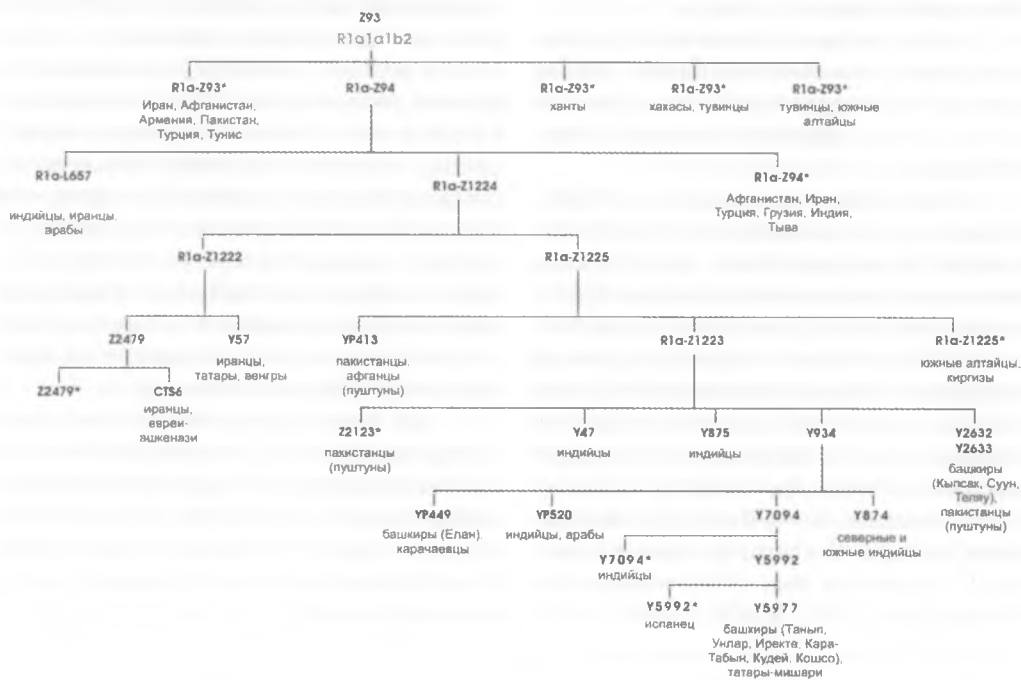 Z93
R1a1a1b2
R1a-Z93*
R1a-Z94
R1a-Z93*
R1a-Z93*
R1a-Z93*
Иран, Афганистан,
Армения, Пакистан,
Турция, Тунис
ханты
хакасы, тувинцы
тувинцы, южные
алтайцы
R1a-L657
R1a-Z1224
R1a-Z94*
индийцы, иранцы.
арабы
Афганистан, Иран,
Турция, Грузия, Индия,
Тыва
R1a-Z1222
R1a-Z1225
Z2479
Y57
YP413
R1a-Z1223
R1a-Z1225*
иранцы,
татары, венгры
пакистанцы.
афганцы
(пуштуны)
южные алтайцы.
киргизы
Z2479*
CTS6
иранцы,
евреи-
ашкенази
Z2123*
Y47
Y875
Y934
Y2632
Y2633
пакистанцы
(пуштуны)
индийцы
индийцы
башкиры
(Кыпсак, Суун,
Теляу),
пакистанцы
(пуштуны)
YP449
YP520
Y7094
Y874
башкиры (Елан).
карачаевцы
индийцы, арабы
северные и
южные индийцы
Y7094*
Y5992
индийцы
Y5992*
Y5977
испанец
башкиры (Танып,
Унлар, Иректе, Кара-
Табын, Кудей. Кошсо),
татары-мишари